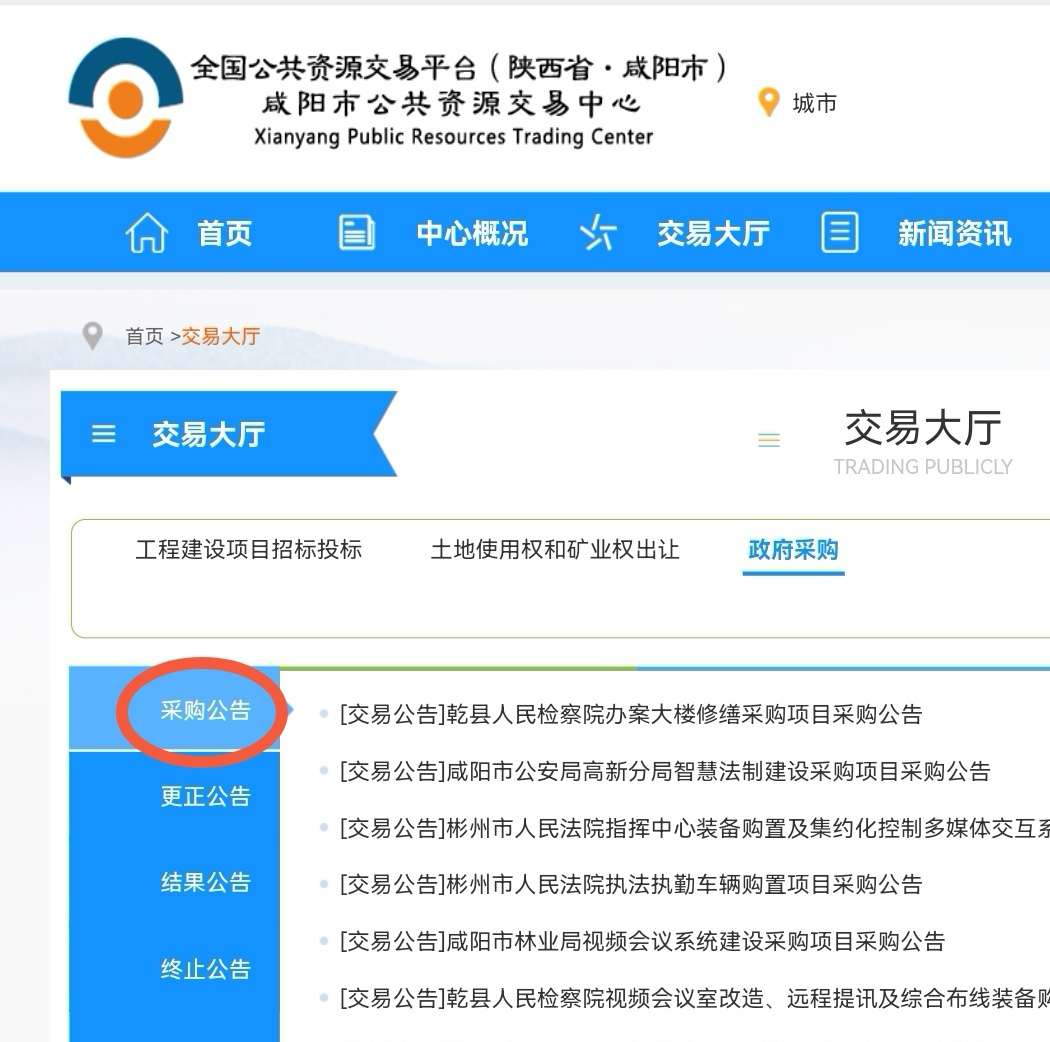 全国公共资源交易平台（陕西省·咸阳市）
咸阳市公共资源交易中心
Xianyang Public Resources Trading Center
城市
首页 中心概况 交易大厅 新闻资讯
首页 >交易大厅
交易大厅
交易大厅
TRADING PUBLICLY
工程建设项目招标投标 土地使用权和矿业权出让 政府采购
采购公告
更正公告
结果公告
终止公告
[交易公告]乾县人民检察院办案大楼修缮采购项目采购公告
[交易公告]咸阳市公安局高新分局智慧法制建设采购项目采购公告
[交易公告]彬州市人民法院指挥中心装备购置及集约化控制多媒体交互系
[交易公告]彬州市人民法院执法执勤车辆购置项目采购公告
[交易公告]咸阳市林业局视频会议系统建设采购项目采购公告
[交易公告]乾县人民检察院视频会议室改造、远程提讯及综合布线装备购